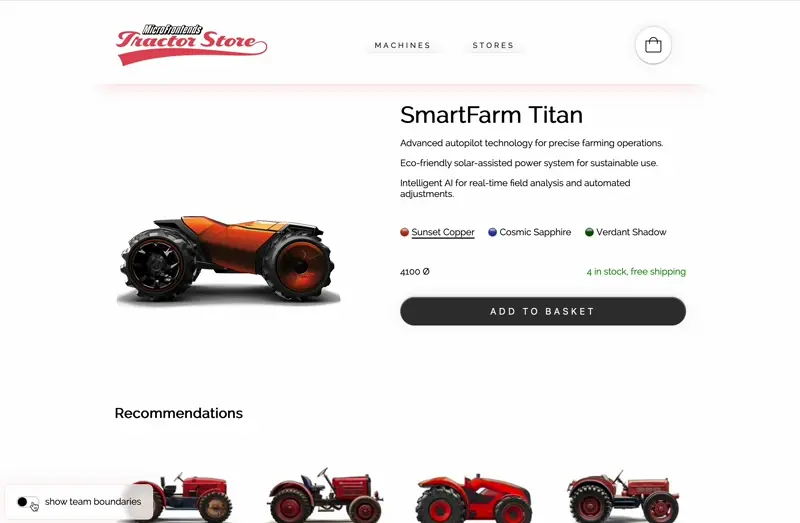 MicroFrontends
Tractor Store
MACHINES
STORES
SmartFarm Titan
Advanced autopilot technology for precise farming operations.
Eco-friendly solar-assisted power system for sustainable use.
Intelligent AI for real-time field analysis and automated
adjustments.
Sunset Copper
Cosmic Sapphire
Verdant Shadow
4100 Ø
4 in stock, free shipping
ADD TO BASKET
Recommendations
show team boundaries